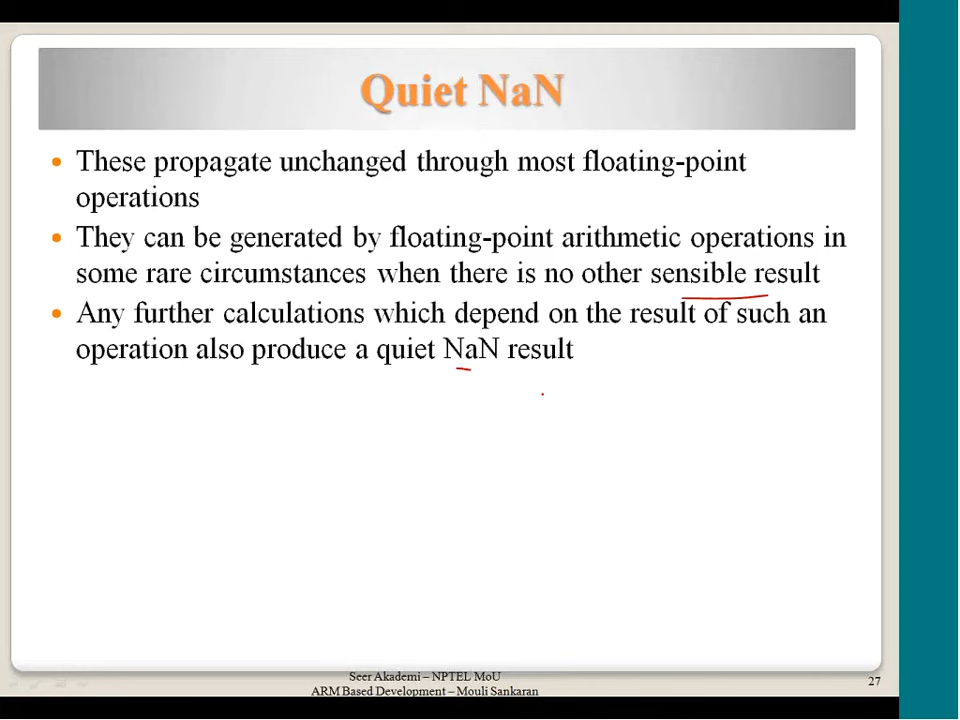 Quiet NaN
• These propagate unchanged through most floating-point
operations
• They can be generated by floating-point arithmetic operations in
some rare circumstances when there is no other sensible result
• Any further calculations which depend on the result of such an
operation also produce a quiet NaN result
Seer Akademi – NPTEL MoU
ARM Based Development – Mouli Sankaran
27